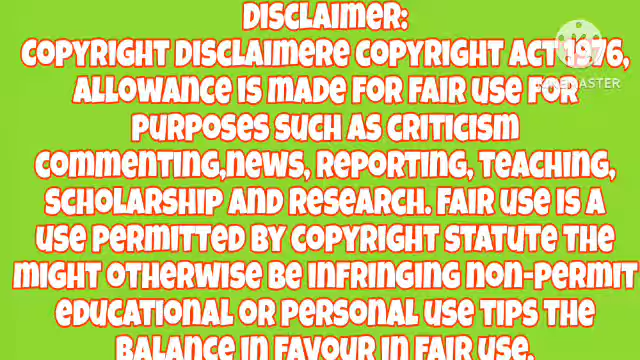 DISCLAIMER:
COPYRIGHT DISCLAIMERE COPYRIGHT ACT 1976,
ALLOWANCE IS MADE FOR FAIR USE FOR
PURPOSES SUCH AS CRITICISM
COMMENTING,NEWS, REPORTING, TEACHING,
SCHOLARSHIP AND RESEARCH. FAIR USE IS A
USE PERMITTED BY COPYRIGHT STATUTE THE
MIGHT OTHERWISE BE INFRINGING NON-PERMIT
EDUCATIONAL OR PERSONAL USE TIPS THE
BALANCE IN FAVOUR IN FAIR USE.